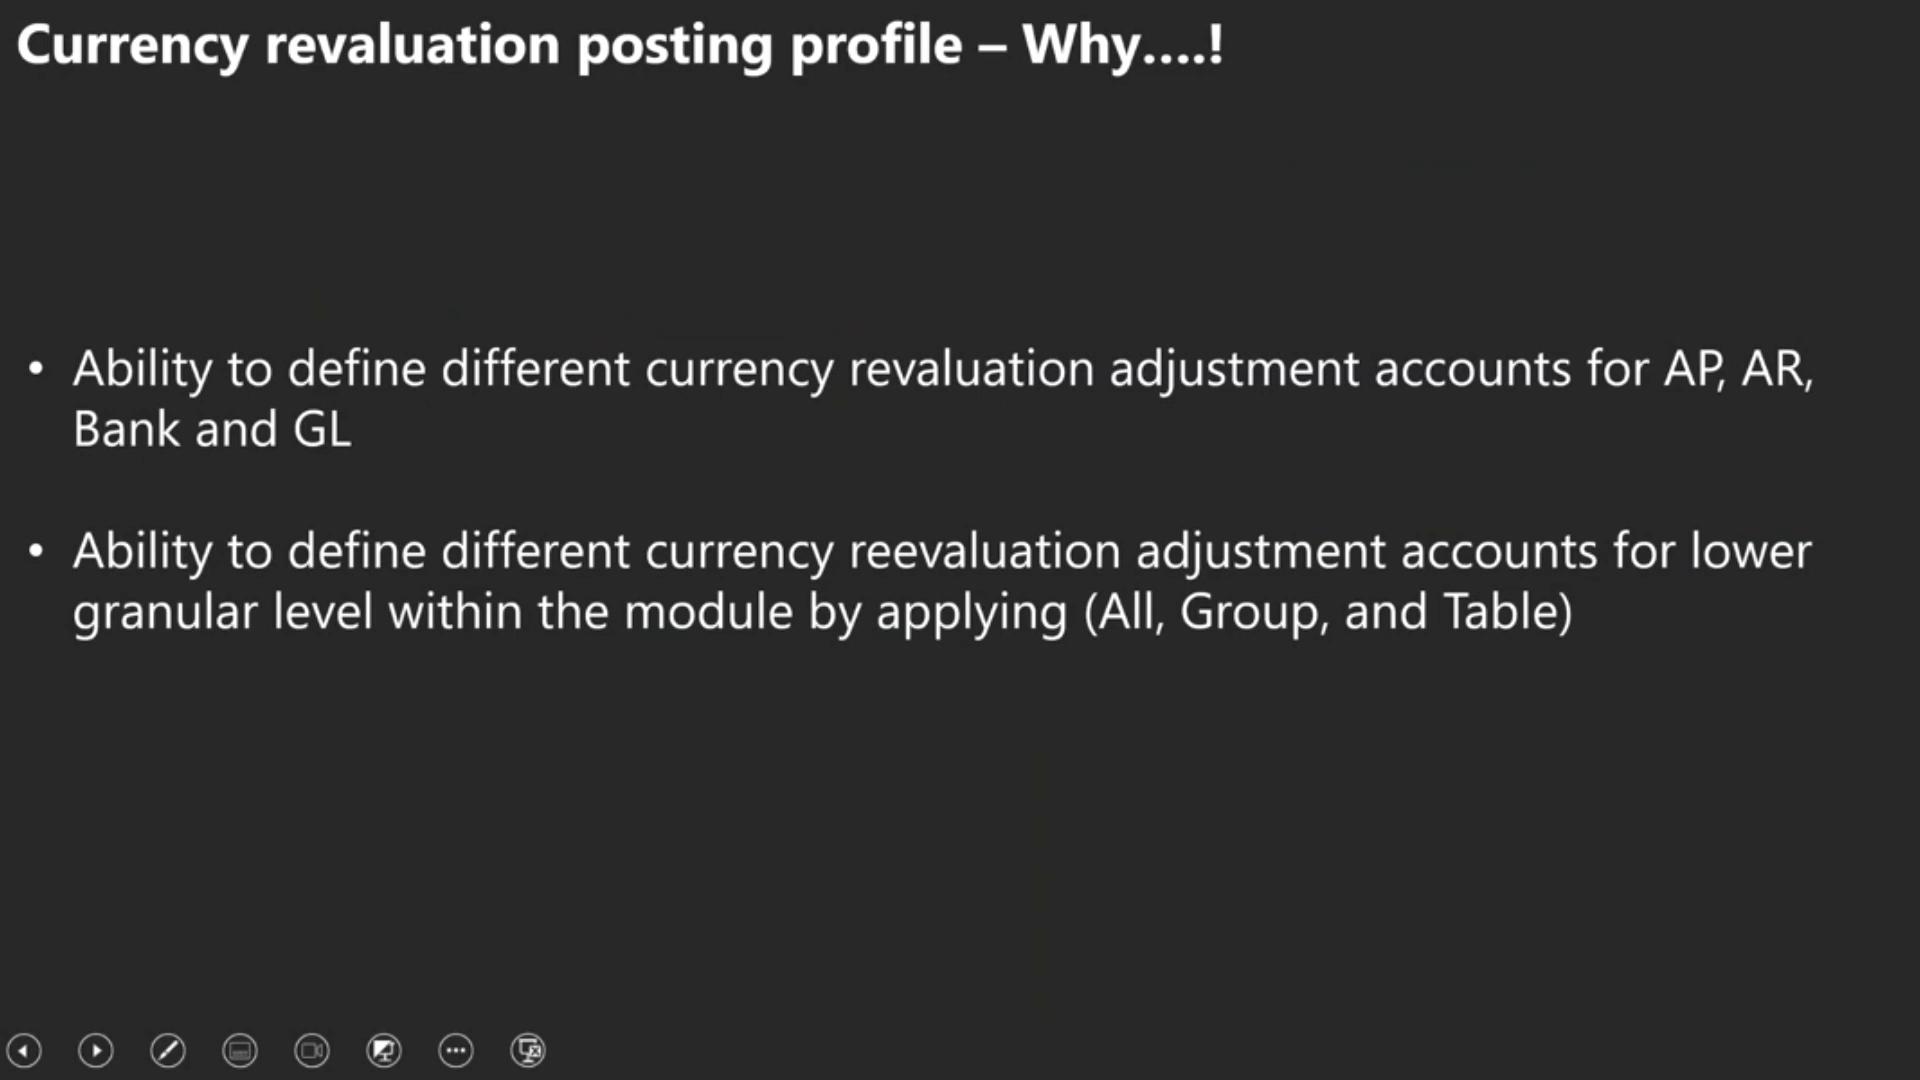 Currency revaluation posting profile – Why....!
• Ability to define different currency revaluation adjustment accounts for AP, AR,
Bank and GL
• Ability to define different currency reevaluation adjustment accounts for lower
granular level within the module by applying (All, Group, and Table)